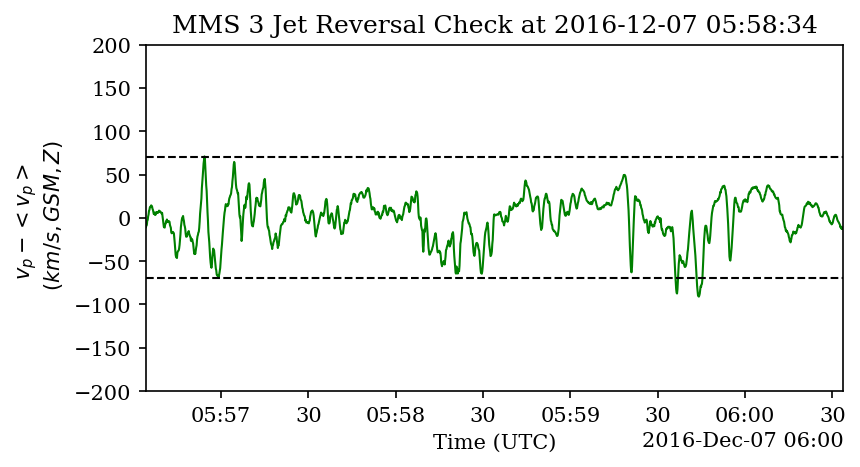 MMS 3 Jet Reversal Check at 2016-12-07 05:58:34
200
150
100
50
0
−50
−100
−150
−200
v_p − < v_p >
(km/s, GSM, Z)
05:57 30 05:58 30 05:59 30 06:00 30
Time (UTC)
2016-Dec-07 06:00